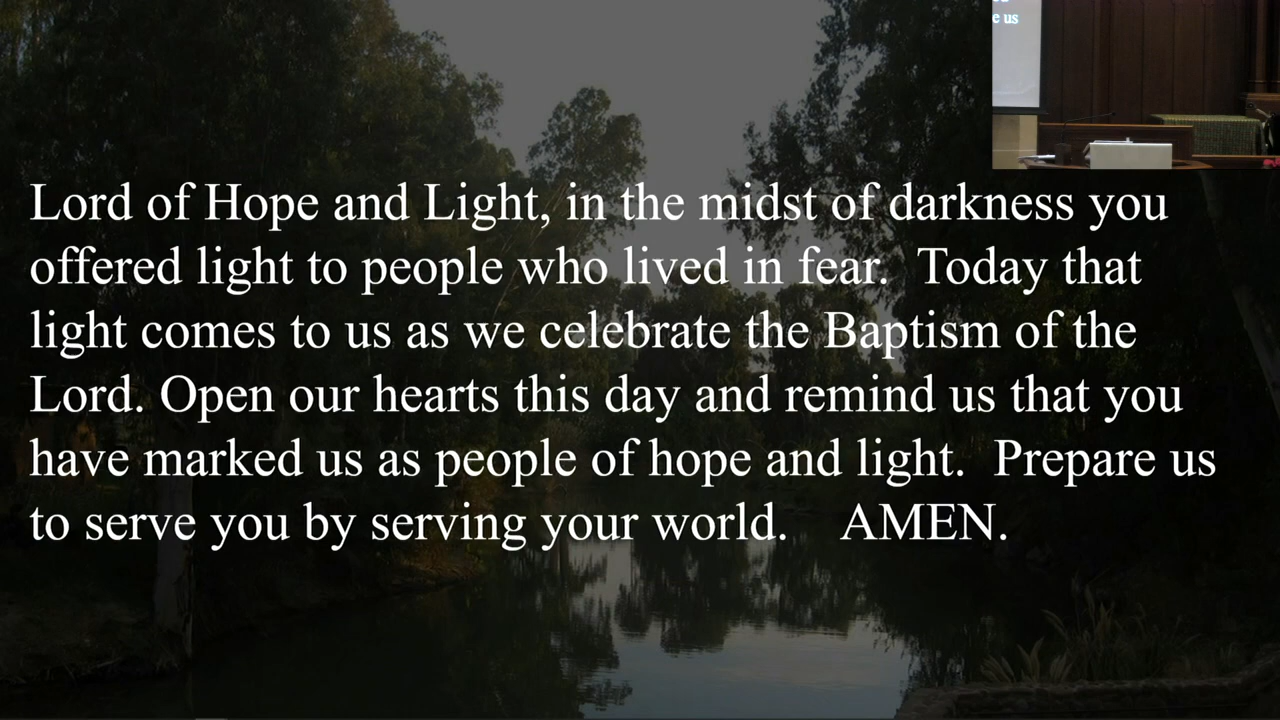 e us
Lord of Hope and Light, in the midst of darkness you
offered light to people who lived in fear.  Today that
light comes to us as we celebrate the Baptism of the
Lord. Open our hearts this day and remind us that you
have marked us as people of hope and light.  Prepare us
to serve you by serving your world.    AMEN.